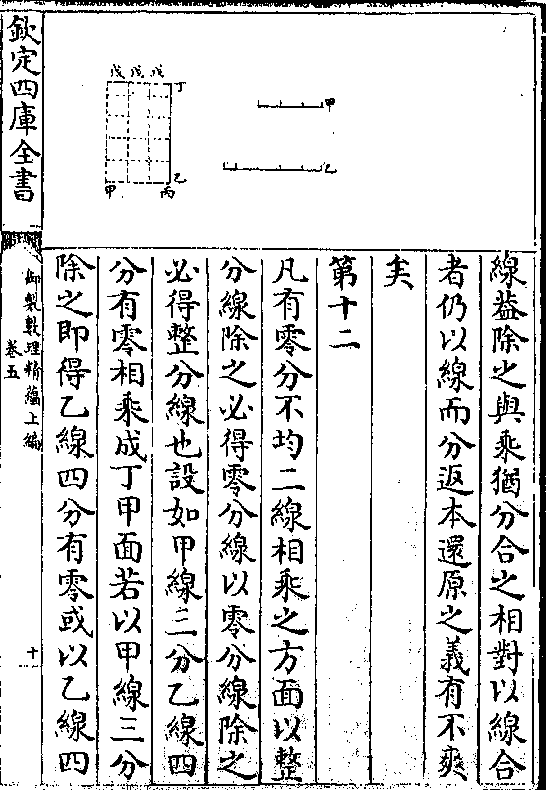 線葢除之與乘猶分合之相對以線合
者仍以線而分返本還原之義有不爽
矣
第十二
凡有零分不均二線相乘之方面以整
分線除之必得零分線以零分線除之
必得整分線也設如甲線三分乙線四
分有零相乘成丁甲面若以甲線三分
除之即得乙線四分有零或以乙線四
甲
乙
戊戊戊
丁
乙
丙
甲
欽定四庫全書
御製數理精蘊上編
卷五
十